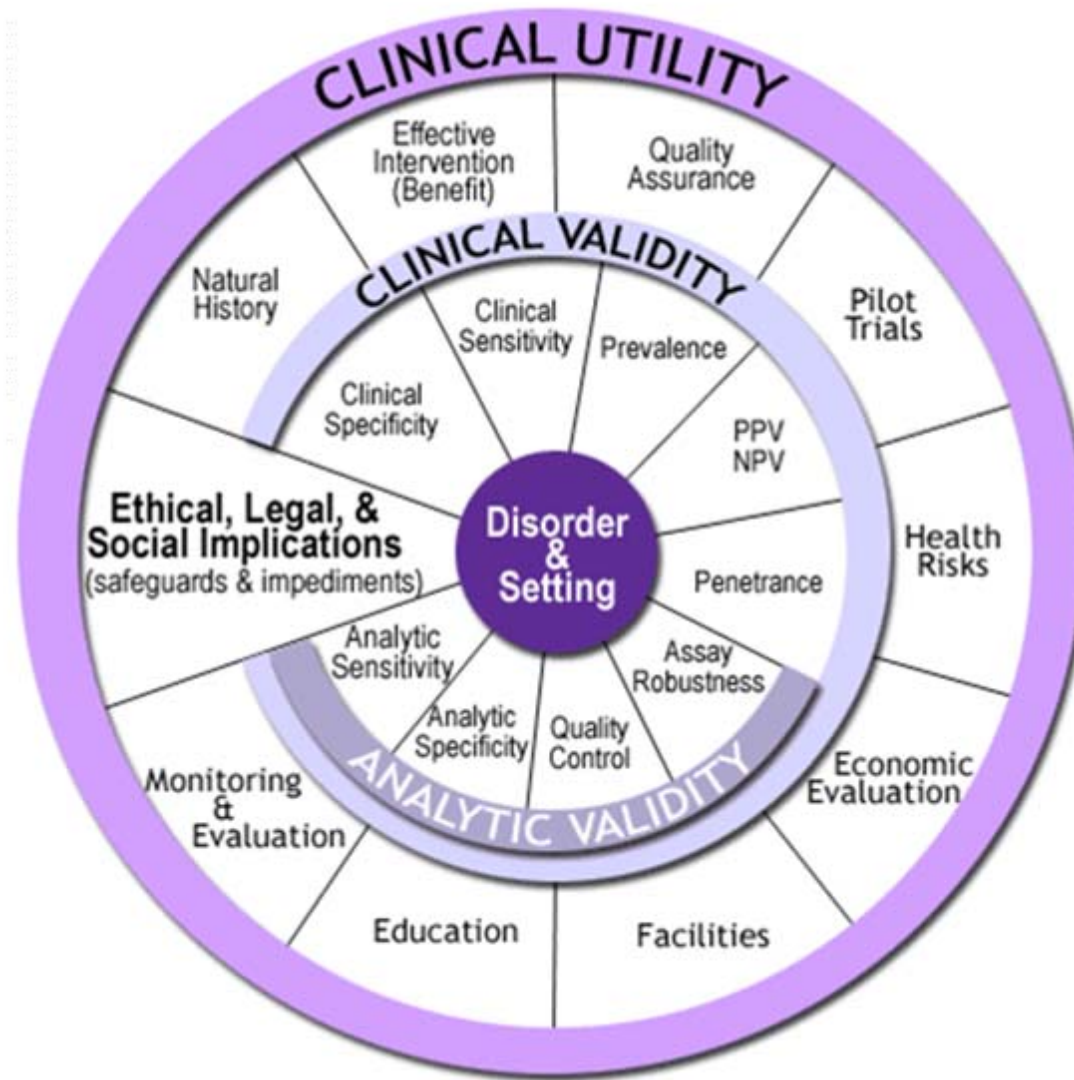 CLINICAL UTILITY
Effective
Intervention
(Benefit)
Quality
Assurance
Natural
History
Pilot
Trials
CLINICAL VALIDITY
Clinical
Sensitivity
Prevalence
Clinical
Specificity
PPV
NPV
Ethical, Legal, &
Social Implications
(safeguards & impediments)
Disorder
&
Setting
Health
Risks
Penetrance
Analytic
Sensitivity
Assay
Robustness
Analytic
Specificity
Quality
Control
ANALYTIC VALIDITY
Monitoring
&
Evaluation
Economic
Evaluation
Education
Facilities